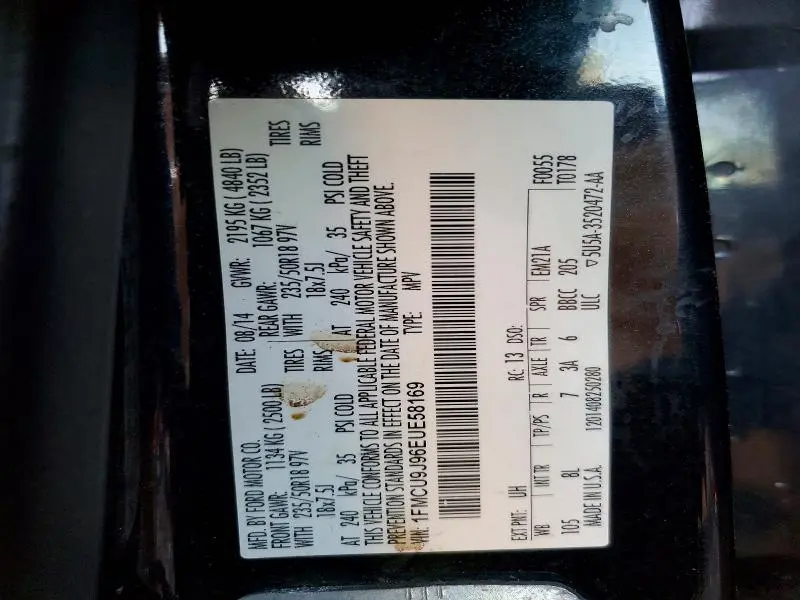 MFD. BY FORD MOTOR CO.
DATE: 08/14 GVWR: 2195 KG ( 4840 LB)
FRONT GAWR: 1134 KG ( 2500 LB) REAR GAWR: 1067 KG ( 2352 LB)
WITH 235/50R18 97V TIRES WITH 235/50R18 97V TIRES
18x7.5J RIMS 18x7.5J RIMS
AT 240 kPa/ 35 PSI COLD AT 240 kPa/ 35 PSI COLD
THIS VEHICLE CONFORMS TO ALL APPLICABLE FEDERAL MOTOR VEHICLE SAFETY AND THEFT
PREVENTION STANDARDS IN EFFECT ON THE DATE OF MANUFACTURE SHOWN ABOVE.
VIN: 1FMCU9J96EUE58169 TYPE: MPV
EXT PNT: UH RC: 13 DSO: F0055
WB INT TR TP/PS R AXLE TR SPR EM21A T0178
105 8L 7 3A 6 BBCC 205
MADE IN U.S.A. 1201408250280 ULC ▽5U5A-3520472-AA